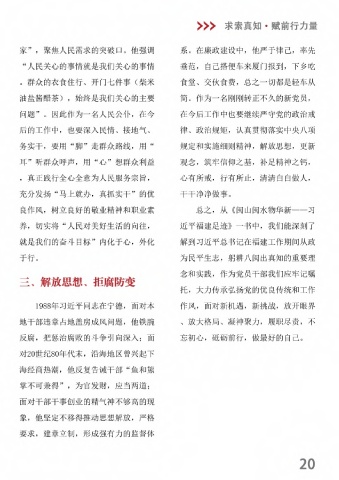 求索真知·赋前行力量
家”，聚焦人民需求的突破口。他强调
“人民关心的事情就是我们关心的事情
，群众的衣食住行、开门七件事（柴米
油盐酱醋茶），始终是我们关心的主要
问题”。因此作为一名人民公仆，在今
后的工作中，也要深入民情、接地气、
务实干，要用“脚”走群众路线，用“
耳”听群众呼声，用“心”想群众利益
，真正践行全心全意为人民服务宗旨，
充分发扬“马上就办，真抓实干”的优
良作风，树立良好的敬业精神和职业素
养，切实将“人民对美好生活的向往，
就是我们的奋斗目标”内化于心，外化
于行。
三、解放思想、拒腐防变
1988年习近平同志在宁德，面对本
地干部违章占地盖房成风问题，他铁腕
反腐，把惩治腐败的斗争引向深入；面
对20世纪80年代末，沿海地区曾兴起下
海经商热潮，他反复告诫干部“鱼和熊
掌不可兼得”，为官发财，应当两道；
面对干部干事创业的精气神不够高的现
象，他坚定不移得推动思想解放，严格
要求，建章立制，形成强有力的监督体
系。在廉政建设中，他严于律己，率先
垂范，自己搭便车来厦门报到，下乡吃
食堂、交伙食费，总之一切都是轻车从
简。作为一名刚刚转正不久的新党员，
在今后工作中也要继续严守党的政治戒
律、政治规矩，认真贯彻落实中央八项
规定和实施细则精神，解放思想，更新
观念，筑牢信仰之基，补足精神之钙，
心有所戒，行有所止，清清白白做人，
干干净净做事。
总之，从《闽山闽水物华新——习
近平福建足迹》一书中，我们能深刻了
解到习近平总书记在福建工作期间从政
为民平生志，躬耕八闽出真知的重要理
念和实践，作为党员干部我们应牢记嘱
托，大力传承弘扬党的优良传统和工作
作风，面对新机遇，新挑战，放开眼界
、放大格局、凝神聚力，履职尽责，不
忘初心，砥砺前行，做最好的自己。
20